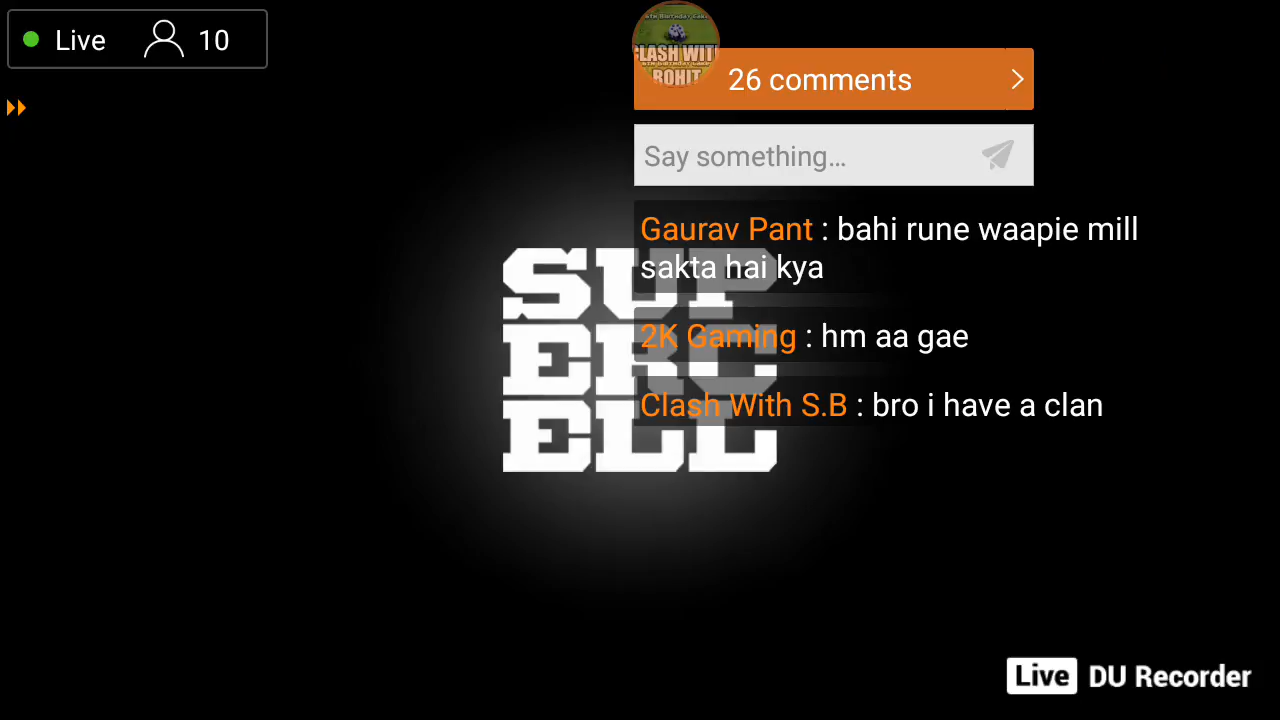 Live 10
CLASH WITH
ROHIT
26 comments
Say something...
Gaurav Pant : bahi rune waapie mill
sakta hai kya
2K Gaming : hm aa gae
Clash With S.B : bro i have a clan
SUP
ERC
ELL
Live DU Recorder